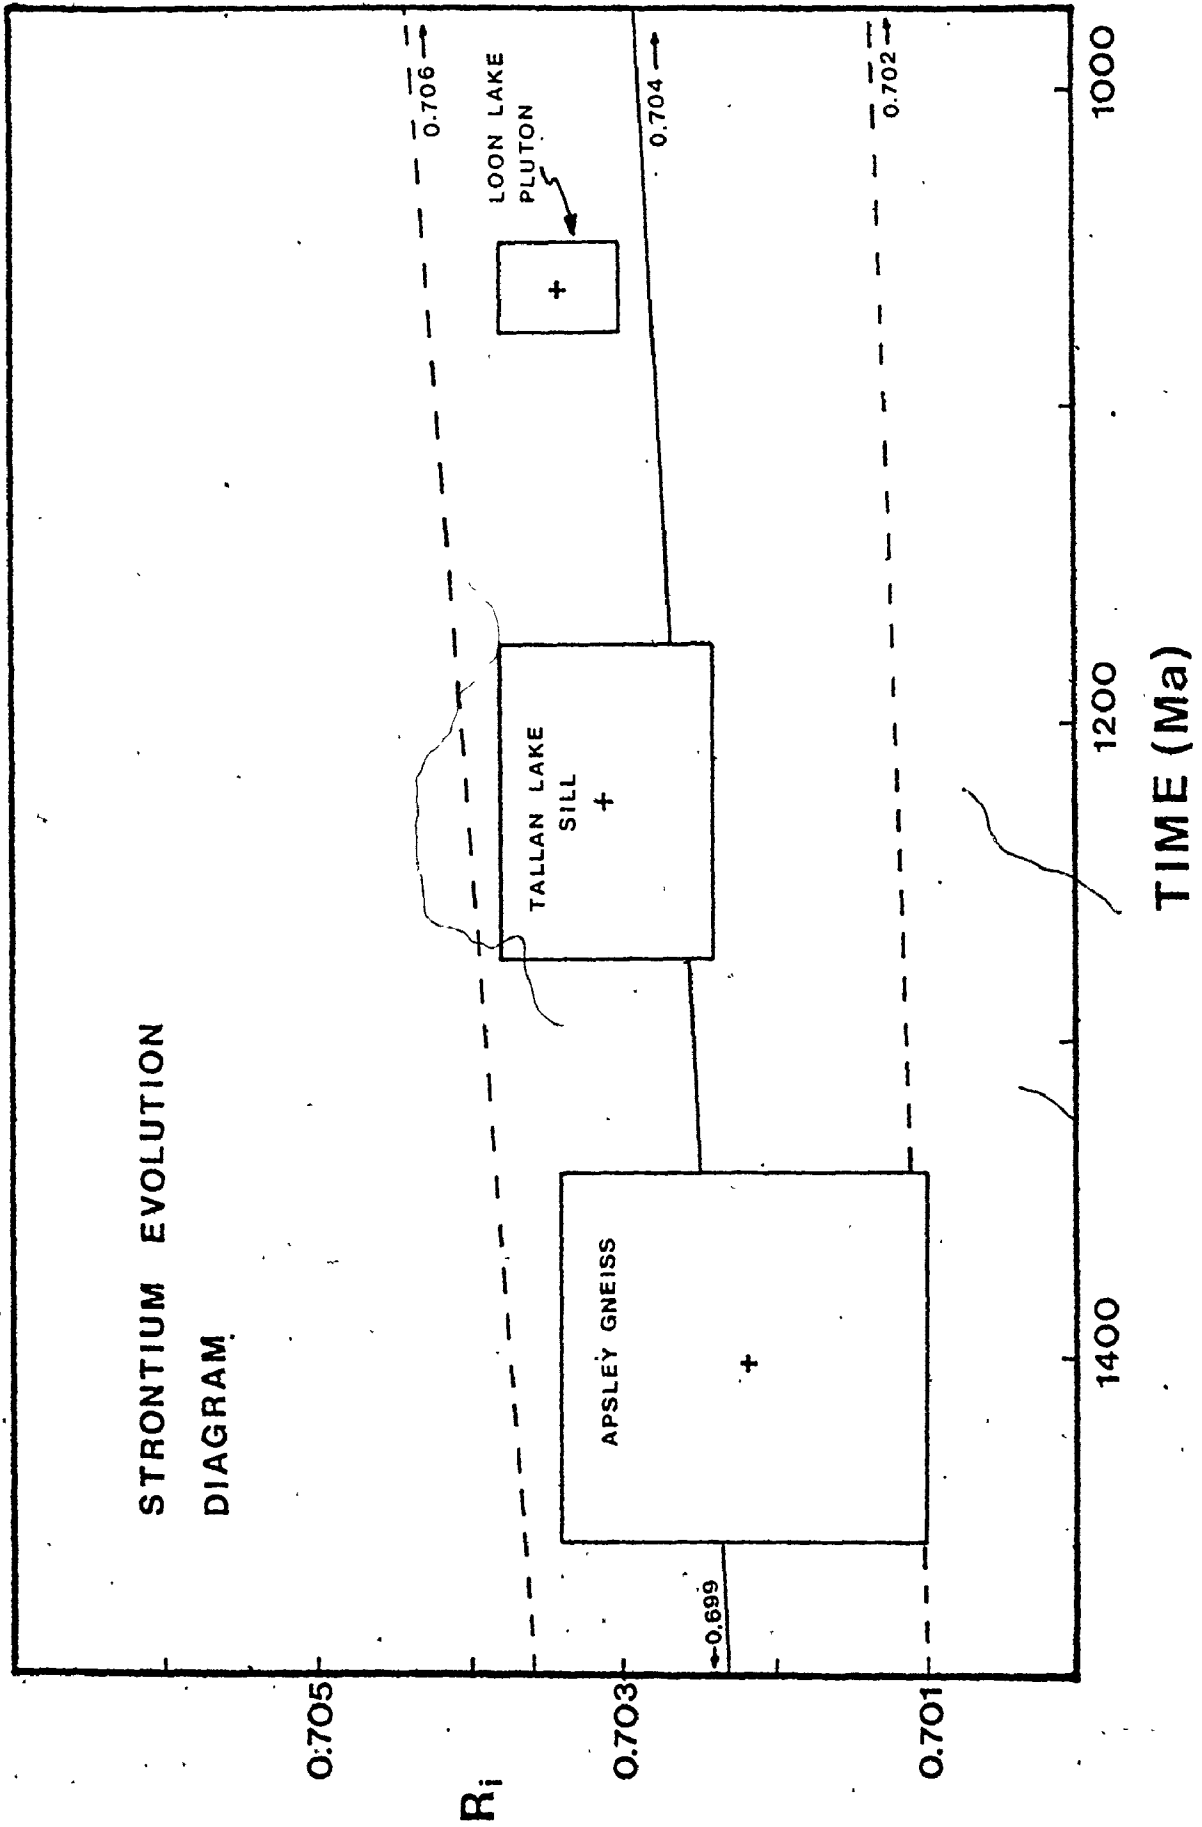 STRONTIUM EVOLUTION
DIAGRAM
0.706
LOON LAKE
PLUTON
0.704
0.702
TALLAN LAKE
SILL
APSLEY GNEISS
0.699
0.705
0.703
0.701
Ri
1400
1200
1000
TIME (Ma)